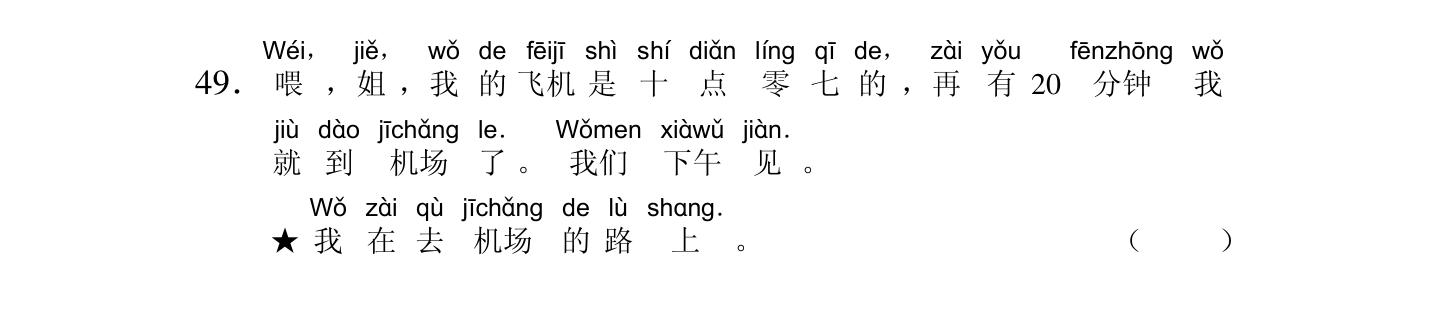 Wéi， jiě， wǒ de fēijī shì shí diǎn líng qī de， zài yǒu fēnzhōng wǒ
49. 喂，姐，我的飞机是十点零七的，再有20分钟我
jiù dào jīchǎng le. Wǒmen xiàwǔ jiàn.
就到机场了。我们下午见。
Wǒ zài qù jīchǎng de lù shang.
★ 我在去机场的路上。 （ ）